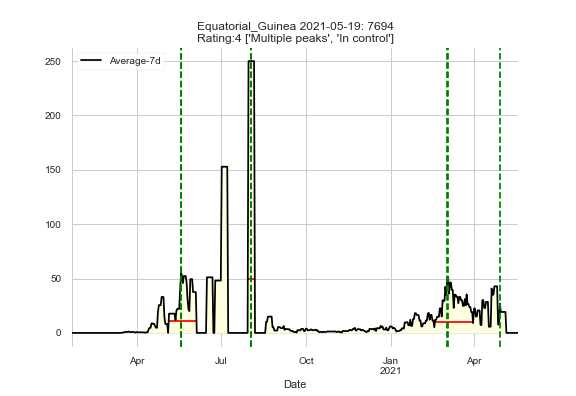 Equatorial_Guinea 2021-05-19: 7694
Rating:4 ['Multiple peaks', 'In control']
Average-7d
250
200
150
100
50
0
Apr Jul Oct Jan Apr
2021
Date